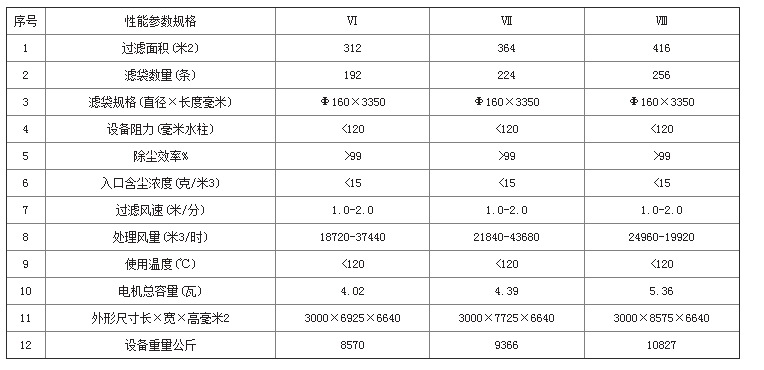 序号 性能参数规格 Ⅵ Ⅶ Ⅷ
1 过滤面积(米2) 312 364 416
2 滤袋数量(条) 192 224 256
3 滤袋规格(直径×长度毫米) Φ160×3350 Φ160×3350 Φ160×3350
4 设备阻力(毫米水柱) <120 <120 <120
5 除尘效率% >99 >99 >99
6 入口含尘浓度(克/米3) <15 <15 <15
7 过滤风速(米/分) 1.0-2.0 1.0-2.0 1.0-2.0
8 处理风量(米3/时) 18720-37440 21840-43680 24960-19920
9 使用温度(℃) <120 <120 <120
10 电机总容量(瓦) 4.02 4.39 5.36
11 外形尺寸长×宽×高毫米2 3000×6925×6640 3000×7725×6640 3000×8575×6640
12 设备重量公斤 8570 9366 10827